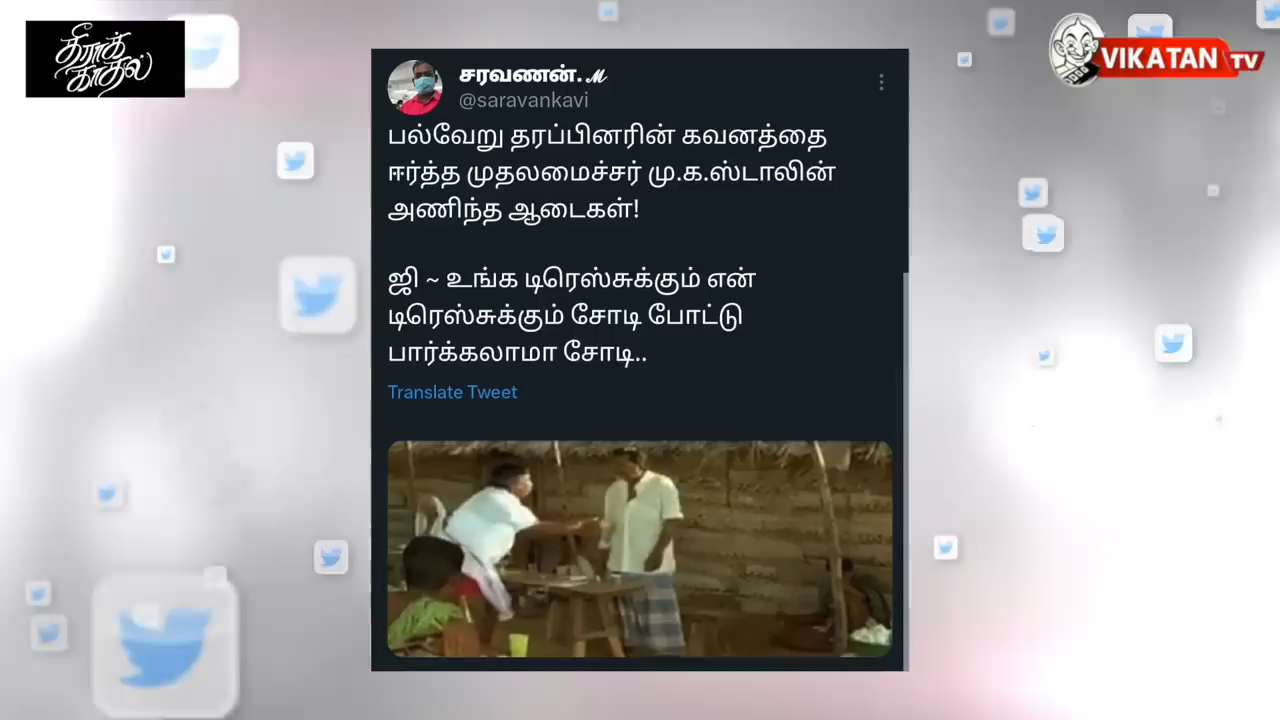 தீராக்
காதல்
VIKATAN TV
சரவணன். ℳ
@saravankavi
பல்வேறு தரப்பினரின் கவனத்தை
ஈர்த்த முதலமைச்சர் மு.க.ஸ்டாலின்
அணிந்த ஆடைகள்!
ஜி ~ உங்க டிரெஸ்சுக்கும் என்
டிரெஸ்சுக்கும் சோடி போட்டு
பார்க்கலாமா சோடி..
Translate Tweet